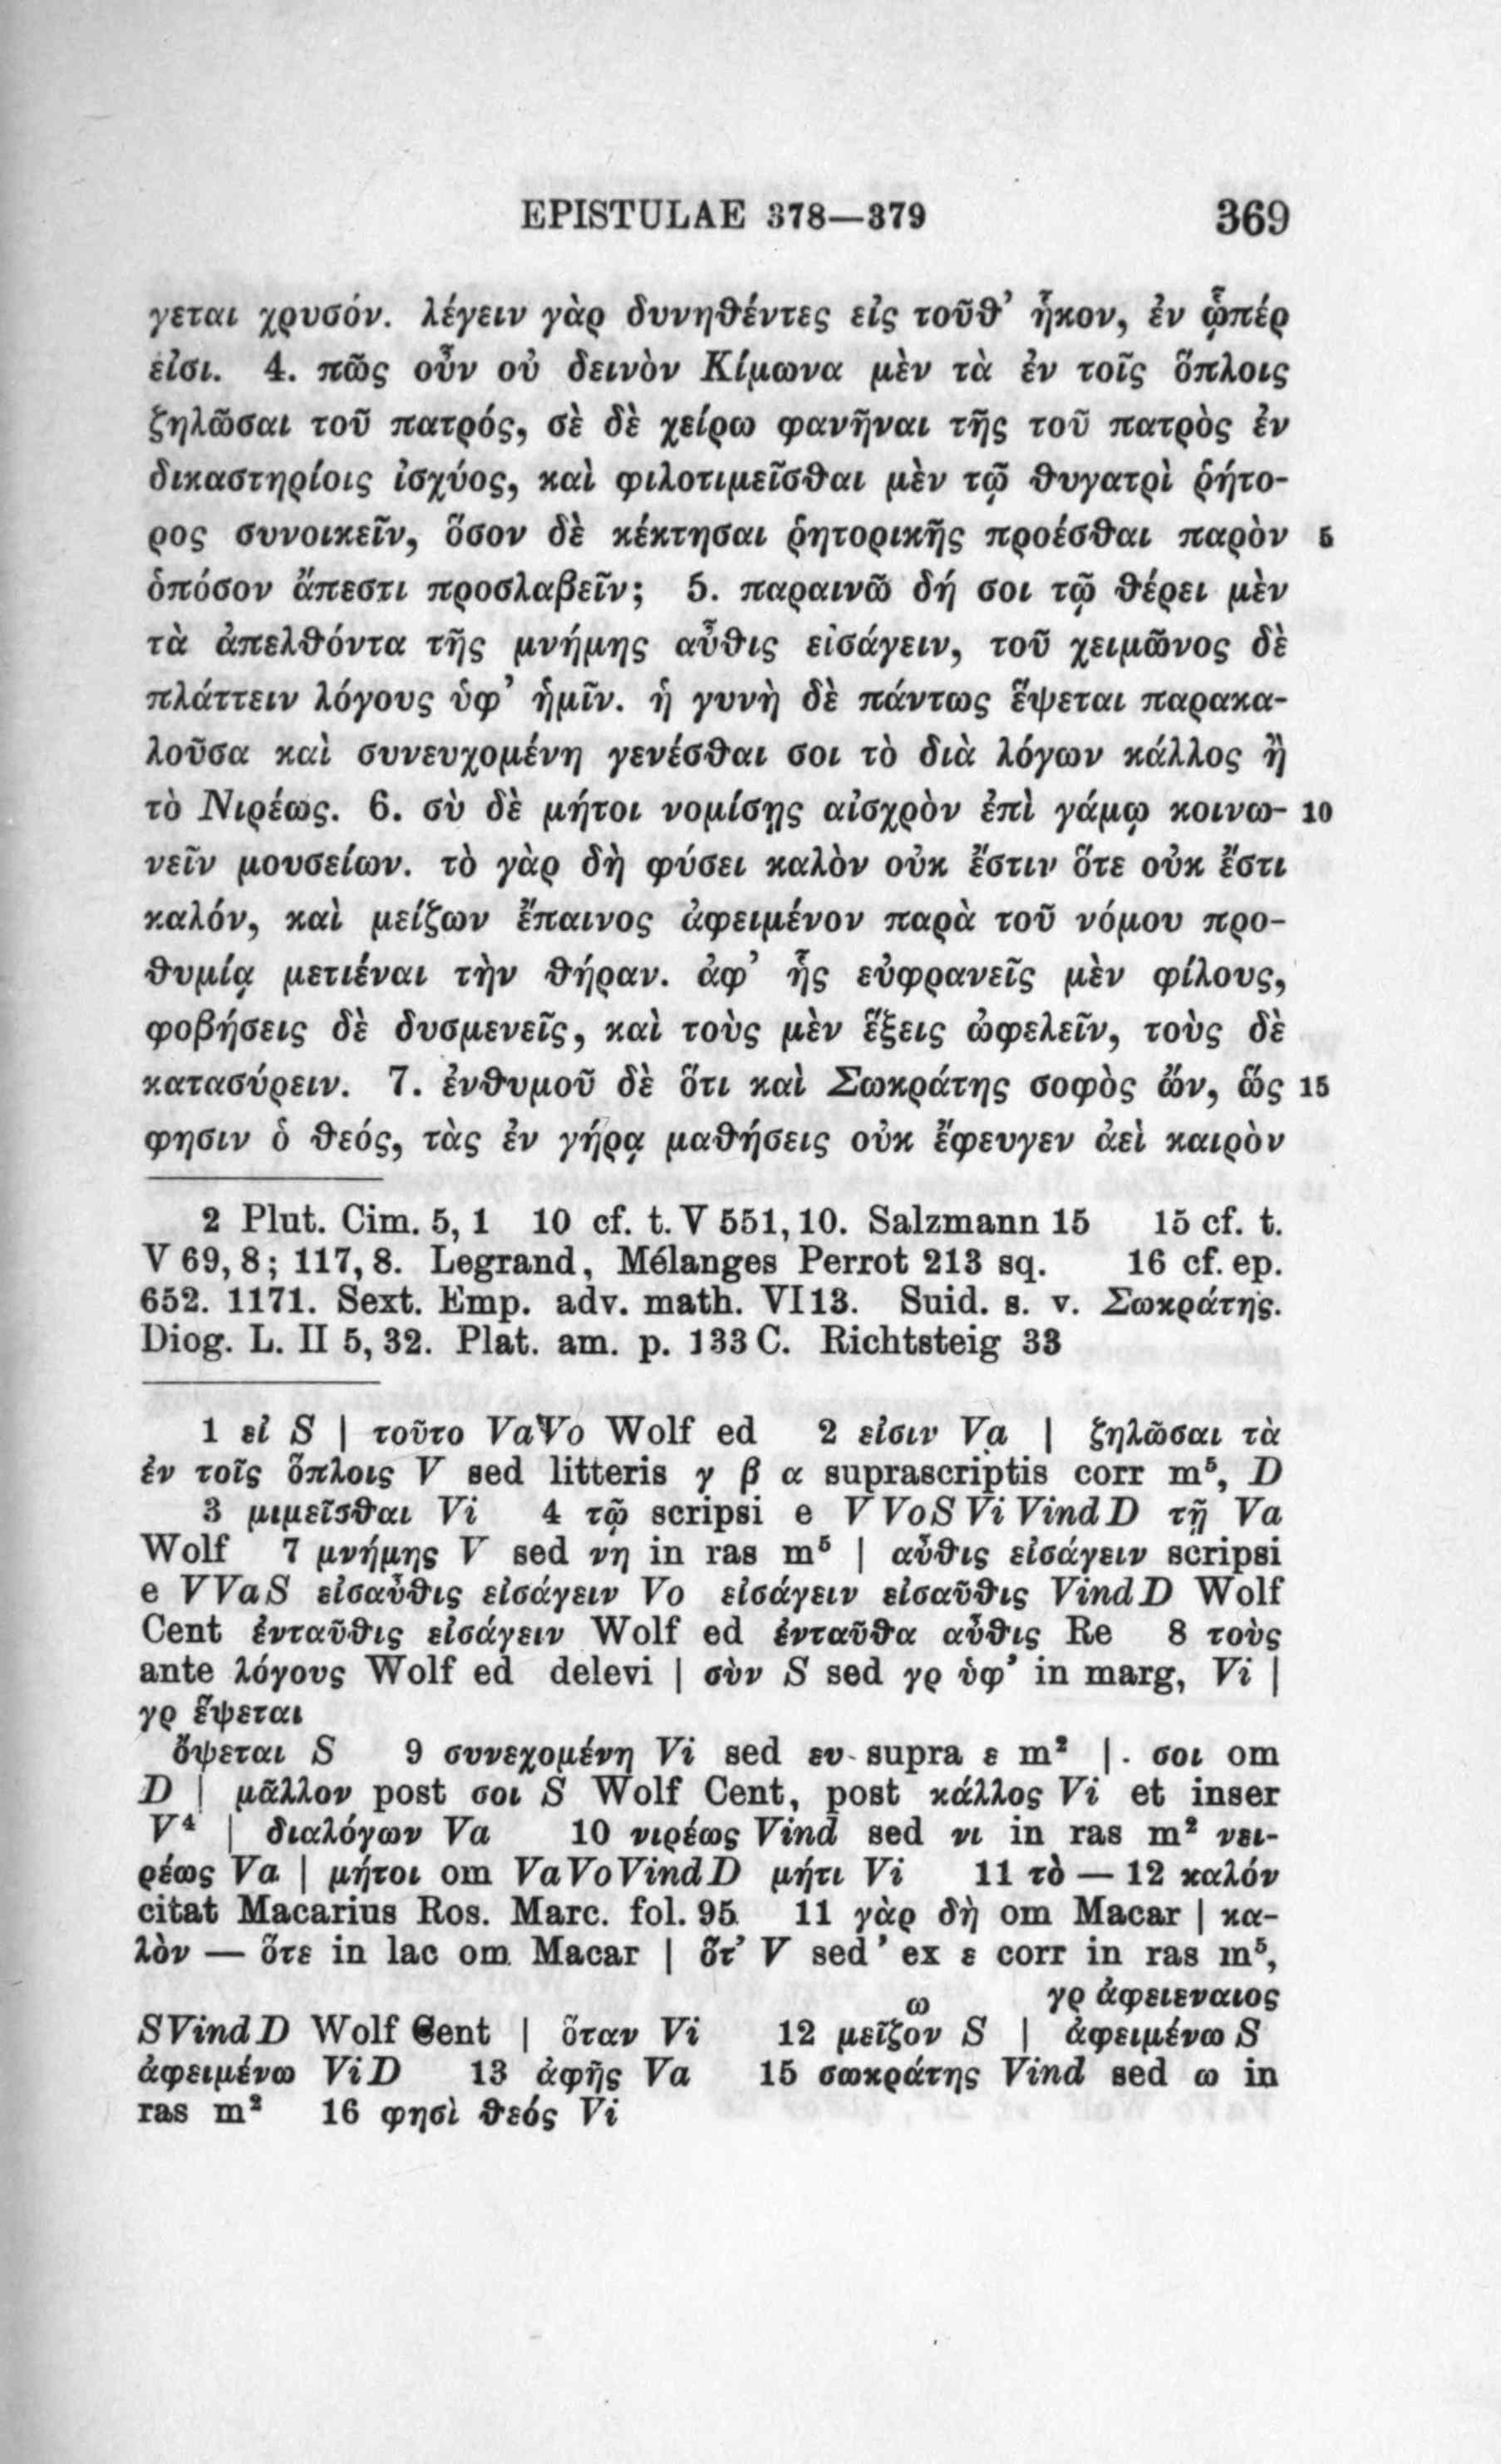 EPISTULAE 378—379 369
γεται χρυσόν. λέγειν γὰρ δυνηθέντες εἰς τοῦθ’ ἧκον, ἐν ᾧπέρ
εἰσι. 4. πῶς οὖν οὐ δεινὸν Κίμωνα μὲν τὰ ἐν τοῖς ὅπλοις
ζηλῶσαι τοῦ πατρός, σὲ δὲ χείρω φανῆναι τῆς τοῦ πατρὸς ἐν
δικαστηρίοις ἰσχύος, καὶ φιλοτιμεῖσθαι μὲν τῷ θυγατρὶ ῥήτο-
ρος συνοικεῖν, ὅσον δὲ κέκτησαι ῥητορικῆς προέσθαι παρὸν 5
ὁπόσον ἄπεστι προσλαβεῖν; 5. παραινῶ δή σοι τῷ θέρει μὲν
τὰ ἀπελθόντα τῆς μνήμης αὖθις εἰσάγειν, τοῦ χειμῶνος δὲ
πλάττειν λόγους ὑφ’ ἡμῖν. ἡ γυνὴ δὲ πάντως ἕψεται παρακα-
λοῦσα καὶ συνευχομένη γενέσθαι σοι τὸ διὰ λόγων κάλλος ἢ
τὸ Νιρέως. 6. σὺ δὲ μήτοι νομίσῃς αἰσχρὸν ἐπὶ γάμῳ κοινω- 10
νεῖν μουσείων. τὸ γὰρ δὴ φύσει καλὸν οὐκ ἔστιν ὅτε οὐκ ἔστι
καλόν, καὶ μείζων ἔπαινος ἀφειμένον παρὰ τοῦ νόμου προ-
θυμίᾳ μετιέναι τὴν θήραν. ἀφ’ ἧς εὐφρανεῖς μὲν φίλους,
φοβήσεις δὲ δυσμενεῖς, καὶ τοὺς μὲν ἕξεις ὠφελεῖν, τοὺς δὲ
κατασύρειν. 7. ἐνθυμοῦ δὲ ὅτι καὶ Σωκράτης σοφὸς ὤν, ὥς 15
φησιν ὁ θεός, τὰς ἐν γήρᾳ μαθήσεις οὐκ ἔφευγεν ἀεὶ καιρὸν
2 Plut. Cim. 5, 1 10 cf. t. V 551, 10. Salzmann 15 15 cf. t.
V 69, 8; 117, 8. Legrand, Mélanges Perrot 213 sq. 16 cf. ep.
652. 1171. Sext. Emp. adv. math. VI 13. Suid. s. v. Σωκράτης.
Diog. L. II 5, 32. Plat. am. p. 133 C. Richtsteig 33
1 εἰ S | τοῦτο VaVo Wolf ed 2 εἰσιν Va | ζηλῶσαι τὰ
ἐν τοῖς ὅπλοις V sed litteris γ β α suprascriptis corr m⁵, D
3 μιμεῖσθαι Vi 4 τῷ scripsi e VVoSViVindD τῇ Va
Wolf 7 μνήμης V sed νη in ras m⁵ | αὖθις εἰσάγειν scripsi
e VVaS εἰσαῦθις εἰσάγειν Vo εἰσάγειν εἰσαῦθις VindD Wolf
Cent ἐνταῦθις εἰσάγειν Wolf ed ἐνταῦθα αὖθις Re 8 τοὺς
ante λόγους Wolf ed delevi | σὺν S sed γρ ὑφ’ in marg, Vi |
γρ ἕψεται
ὄψεται S 9 συνεχομένη Vi sed ευ supra ε m² | σοι om
D | μᾶλλον post σοι S Wolf Cent, post κάλλος Vi et inser
V⁴ | διαλόγων Va 10 νιρέως Vind sed νι in ras m² νει-
ρέως Va | μήτοι om VaVoVindD μήτι Vi 11 τὸ — 12 καλόν
citat Macarius Ros. Marc. fol. 95 11 γὰρ δὴ om Macar | κα-
λὸν — ὅτε in lac om Macar | ὅτ’ V sed ’ ex ε corr in ras m⁵,
ω γρ ἀφειεναιος
SVindD Wolf Cent | ὅταν Vi 12 μεῖζον S | ἀφειμένω S
ἀφειμένω ViD 13 ἀφῆς Va 15 σωκράτης Vind sed ω in
ras m² 16 φησὶ θεός Vi